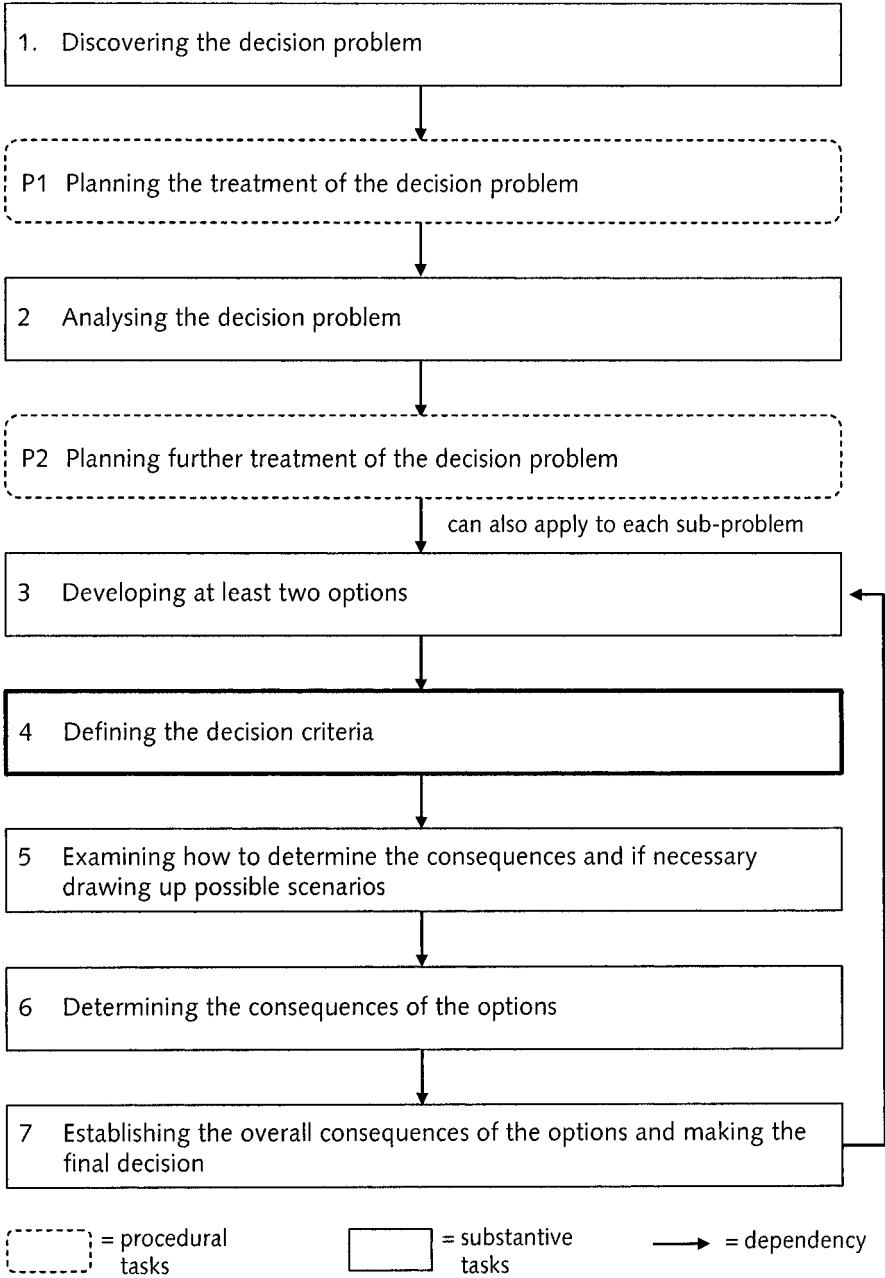 1. Discovering the decision problem
P1 Planning the treatment of the decision problem
2 Analysing the decision problem
P2 Planning further treatment of the decision problem
can also apply to each sub-problem
3 Developing at least two options
4 Defining the decision criteria
5 Examining how to determine the consequences and if necessary
drawing up possible scenarios
6 Determining the consequences of the options
7 Establishing the overall consequences of the options and making the
final decision
= procedural
tasks
= substantive
tasks
= dependency